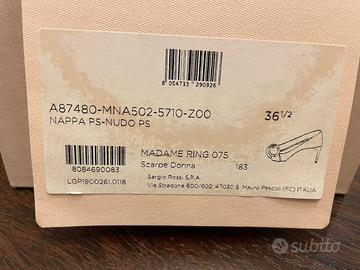 8 054733 290926
A87480-MNA502-5710-Z00
NAPPA PS-NUDO PS
36 1/2
8084690083
LGP1900261.0118
MADAME RING 075
Scarpe Donna
183
Sergio Rossi S.P.A.
Via Stradone 600/602, 47030 S. Mauro Pascoli (FC) ITALIA
subito